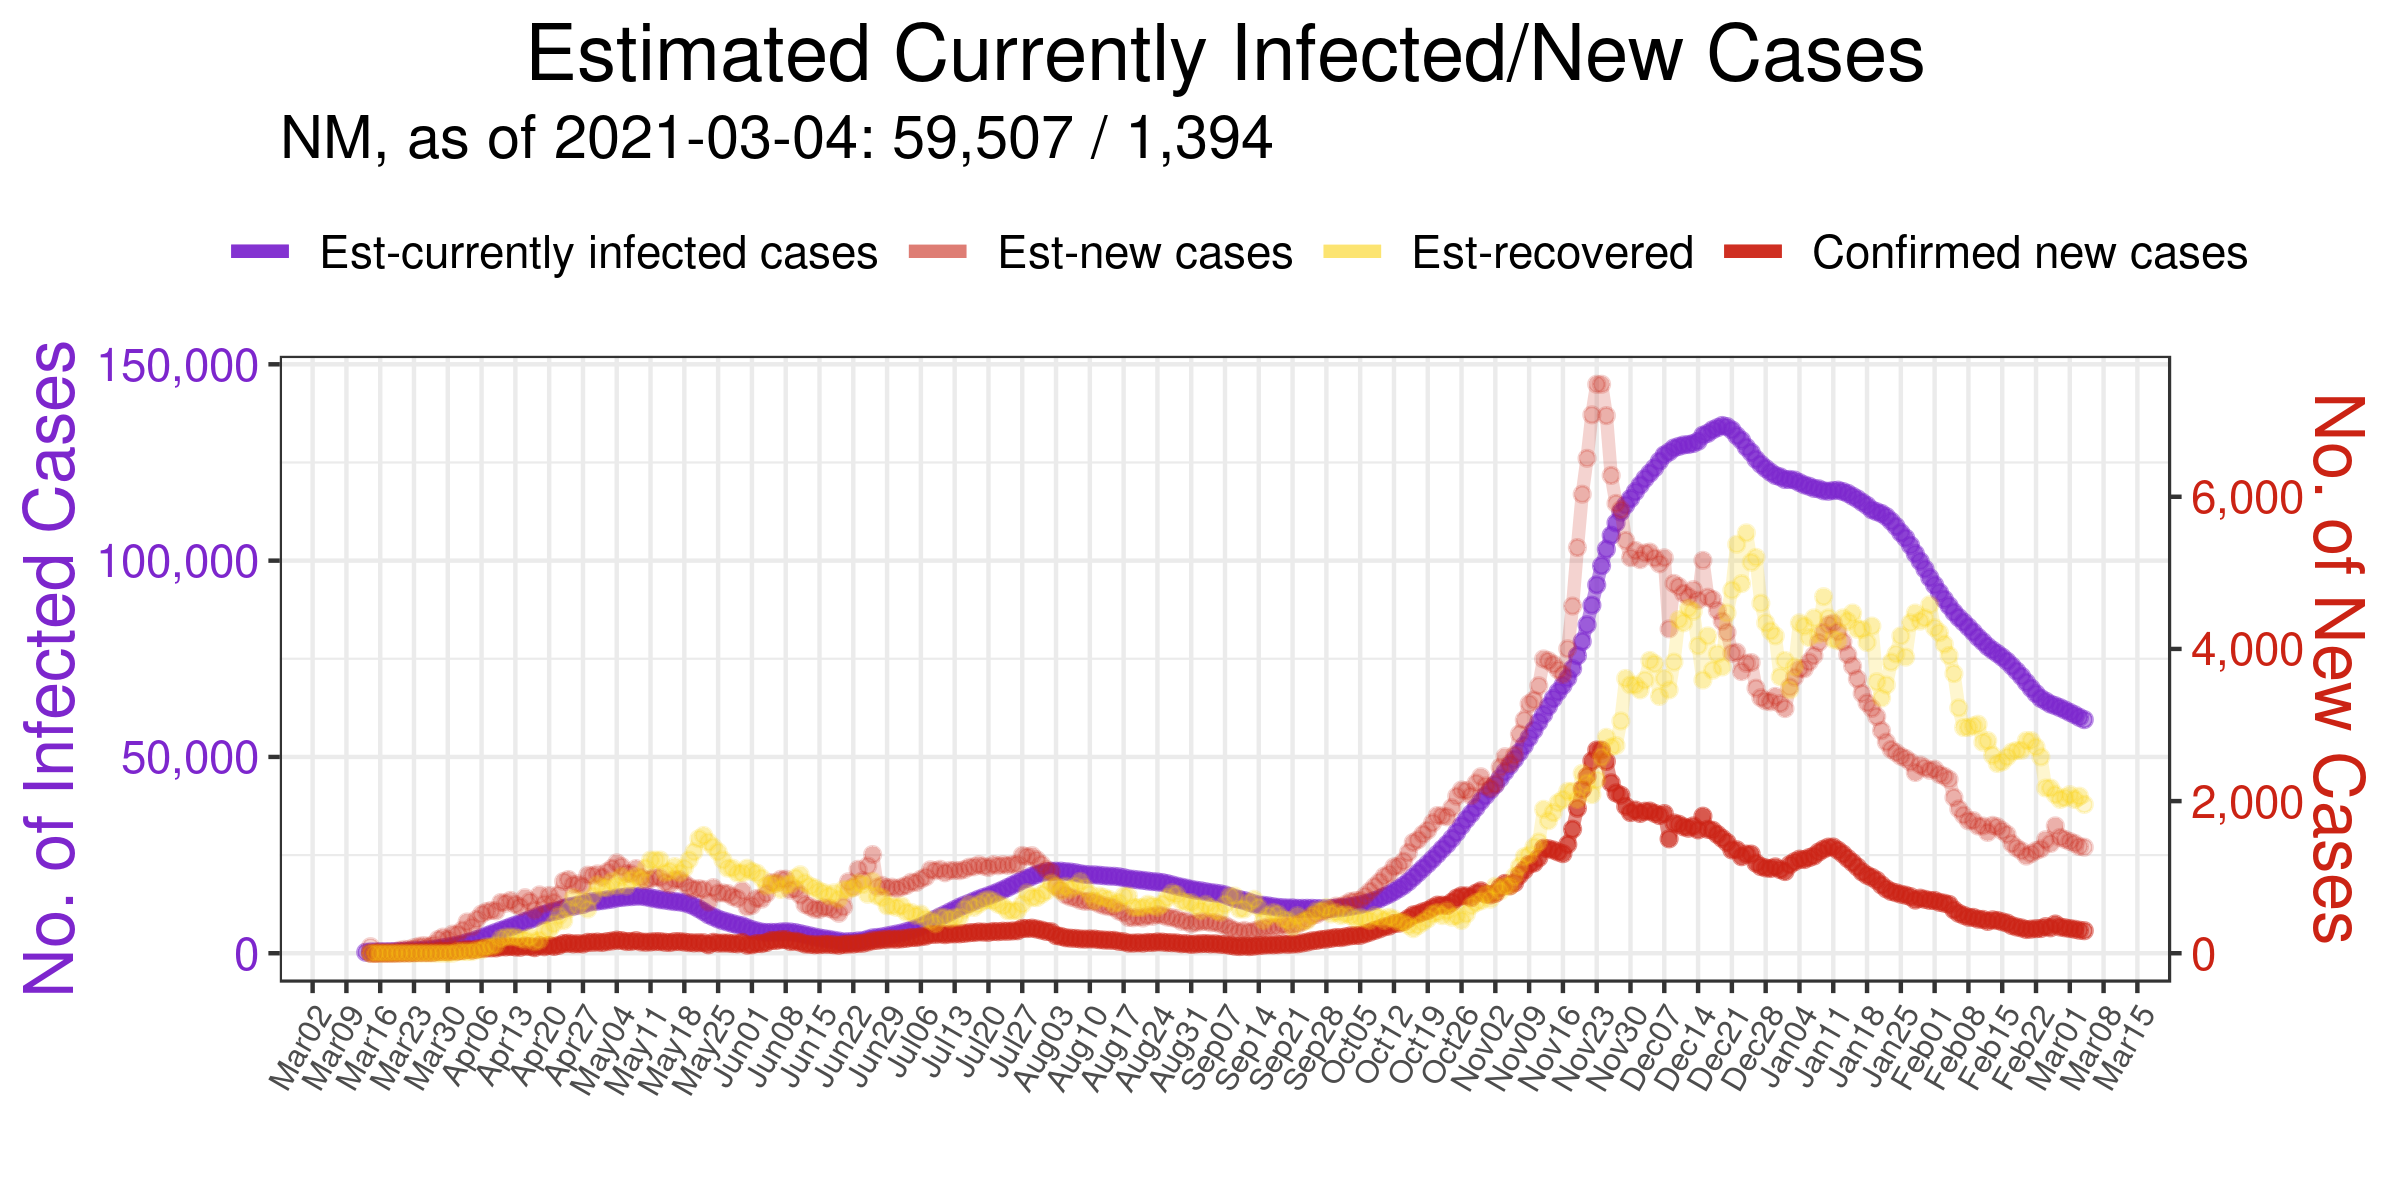 Estimated Currently Infected/New Cases
NM, as of 2021-03-04: 59,507 / 1,394
Est-currently infected cases Est-new cases Est-recovered Confirmed new cases
No. of Infected Cases
150,000
100,000
50,000
0
6,000
4,000
2,000
0
No. of New Cases
Mar02 Mar09 Mar16 Mar23 Mar30 Apr06 Apr13 Apr20 Apr27 May04 May11 May18 May25 Jun01 Jun08 Jun15 Jun22 Jun29 Jul06 Jul13 Jul20 Jul27 Aug03 Aug10 Aug17 Aug24 Aug31 Sep07 Sep14 Sep21 Sep28 Oct05 Oct12 Oct19 Oct26 Nov02 Nov09 Nov16 Nov23 Nov30 Dec07 Dec14 Dec21 Dec28 Jan04 Jan11 Jan18 Jan25 Feb01 Feb08 Feb15 Feb22 Mar01 Mar08 Mar15